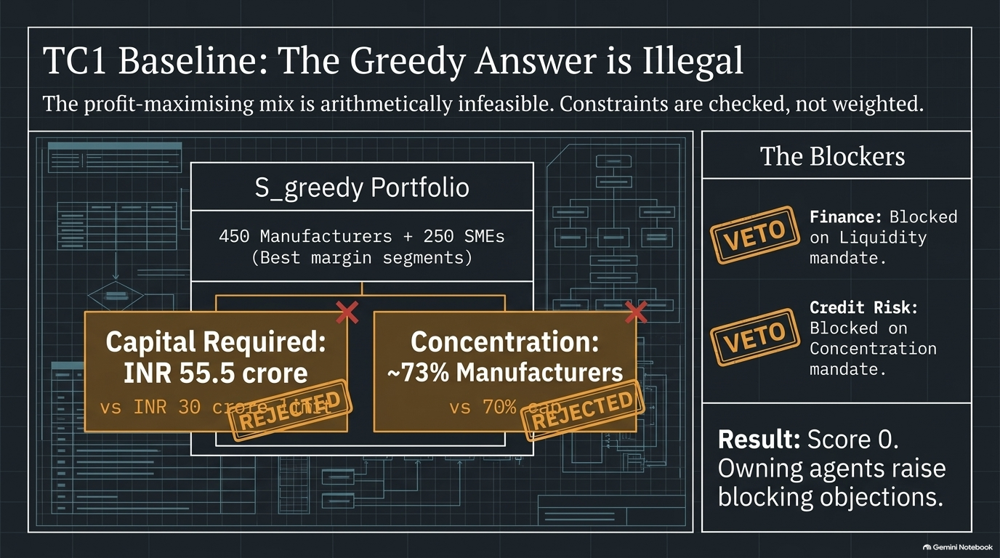 TC1 Baseline: The Greedy Answer is Illegal
The profit-maximising mix is arithmetically infeasible. Constraints are checked, not weighted.
S_greedy Portfolio
450 Manufacturers + 250 SMEs
(Best margin segments)
Capital Required:
INR 55.5 crore
vs INR 30 crore limit
REJECTED
Concentration:
~73% Manufacturers
vs 70% cap
REJECTED
The Blockers
VETO
Finance: Blocked
on Liquidity
mandate.
VETO
Credit Risk:
Blocked on
Concentration
mandate.
Result: Score 0.
Owning agents raise
blocking objections.
Gemini Notebook